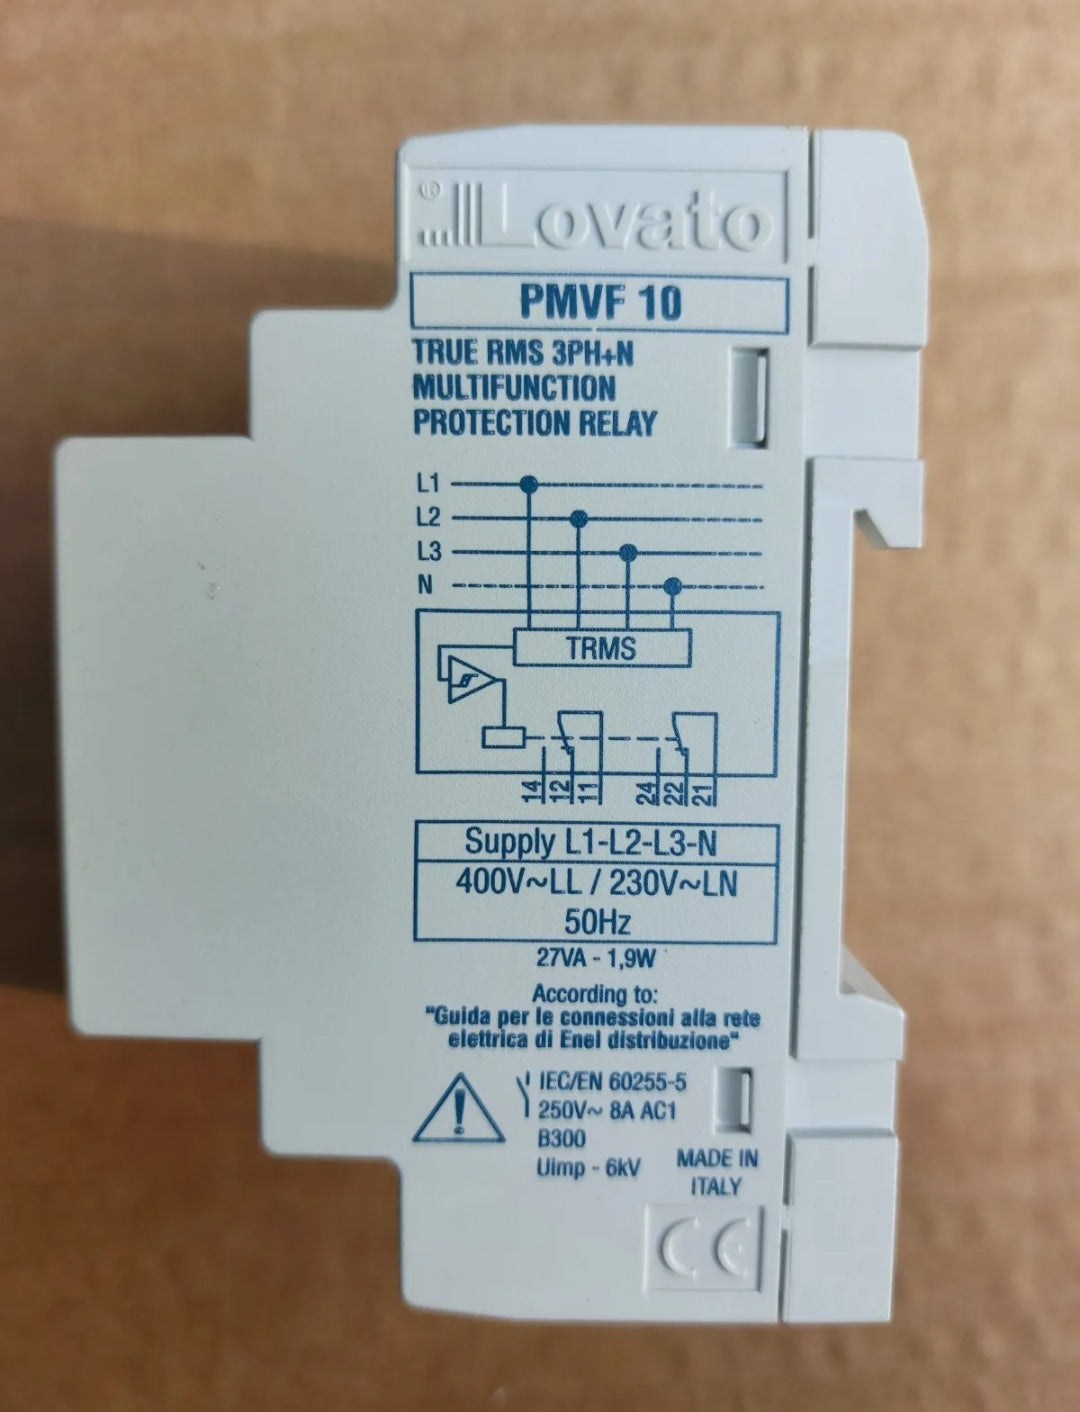 ® Lovato
PMVF 10
TRUE RMS 3PH+N
MULTIFUNCTION
PROTECTION RELAY
L1
L2
L3
N
TRMS
14 12 11 24 22 21
Supply L1-L2-L3-N
400V~LL / 230V~LN
50Hz
27VA - 1,9W
According to:
"Guida per le connessioni alla rete
elettrica di Enel distribuzione"
IEC/EN 60255-5
250V~ 8A AC1
B300
Uimp - 6kV
MADE IN
ITALY
CE